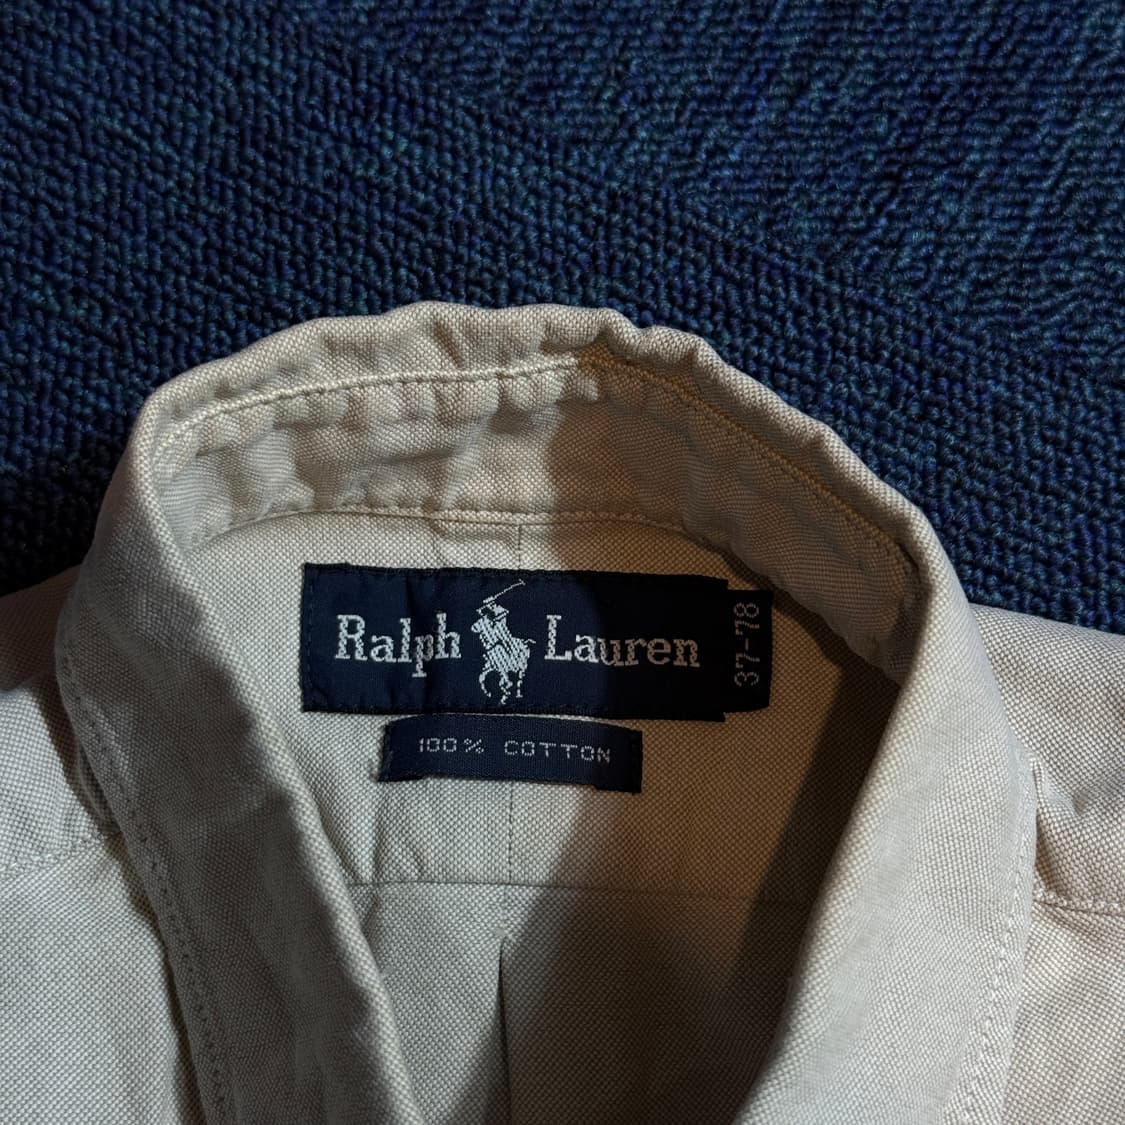 Ralph Lauren
37-78
100% COTTON